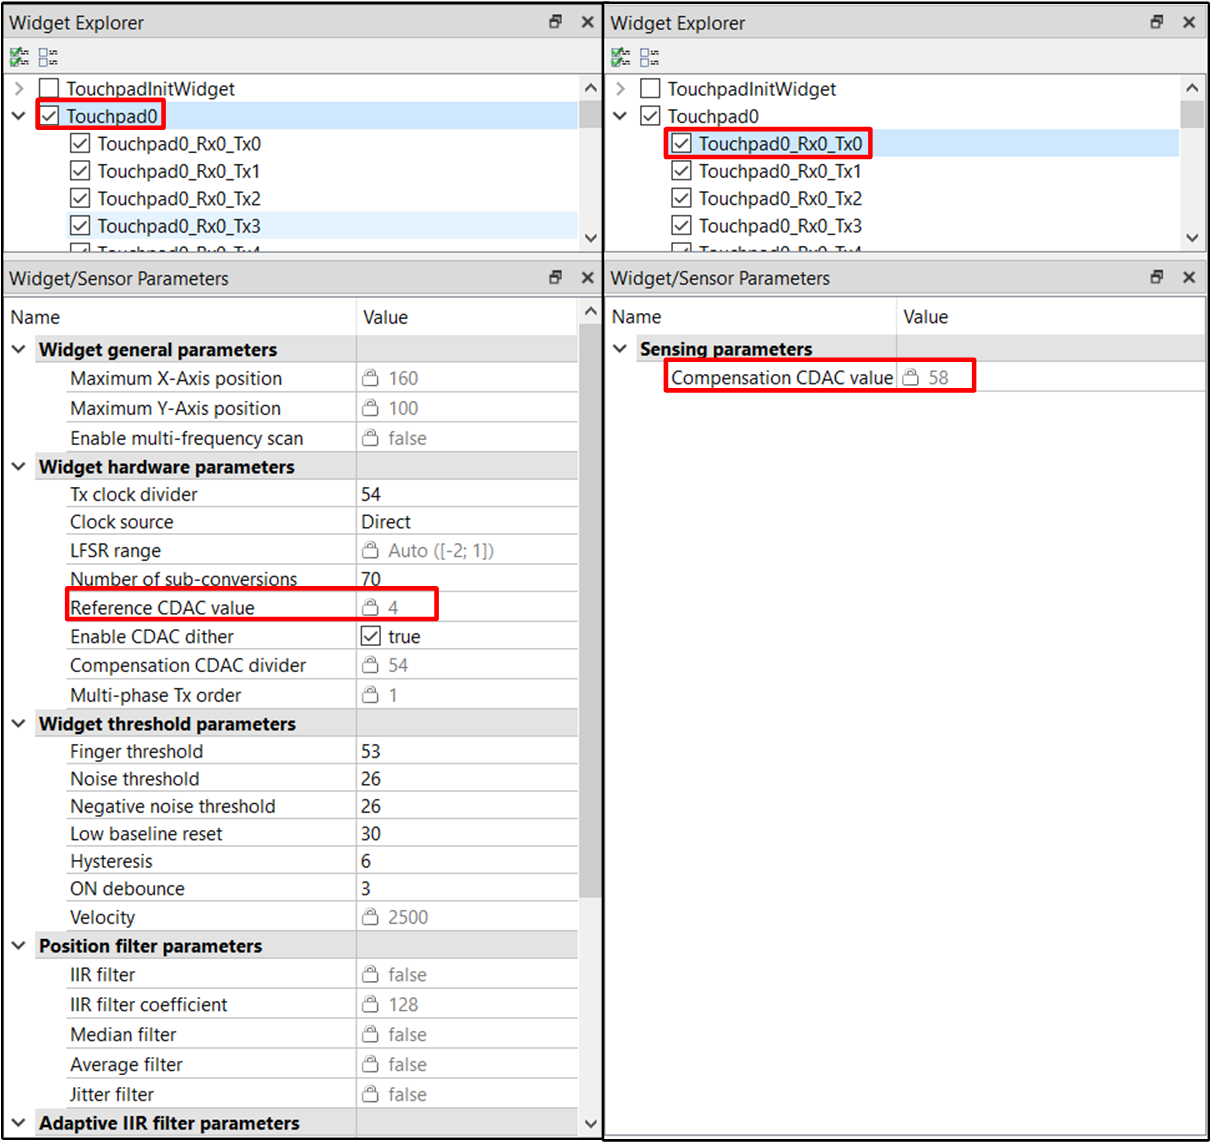 Widget Explorer
TouchpadInitWidget
Touchpad0
Touchpad0_Rx0_Tx0
Touchpad0_Rx0_Tx1
Touchpad0_Rx0_Tx2
Touchpad0_Rx0_Tx3
Touchpad0_Rx0_Tx4
Widget/Sensor Parameters
Name Value
Widget general parameters
Maximum X-Axis position 160
Maximum Y-Axis position 100
Enable multi-frequency scan false
Widget hardware parameters
Tx clock divider 54
Clock source Direct
LFSR range Auto ([-2; 1])
Number of sub-conversions 70
Reference CDAC value 4
Enable CDAC dither true
Compensation CDAC divider 54
Multi-phase Tx order 1
Widget threshold parameters
Finger threshold 53
Noise threshold 26
Negative noise threshold 26
Low baseline reset 30
Hysteresis 6
ON debounce 3
Velocity 2500
Position filter parameters
IIR filter false
IIR filter coefficient 128
Median filter false
Average filter false
Jitter filter false
Adaptive IIR filter parameters
Widget Explorer
TouchpadInitWidget
Touchpad0
Touchpad0_Rx0_Tx0
Touchpad0_Rx0_Tx1
Touchpad0_Rx0_Tx2
Touchpad0_Rx0_Tx3
Touchpad0_Rx0_Tx4
Widget/Sensor Parameters
Name Value
Sensing parameters
Compensation CDAC value 58